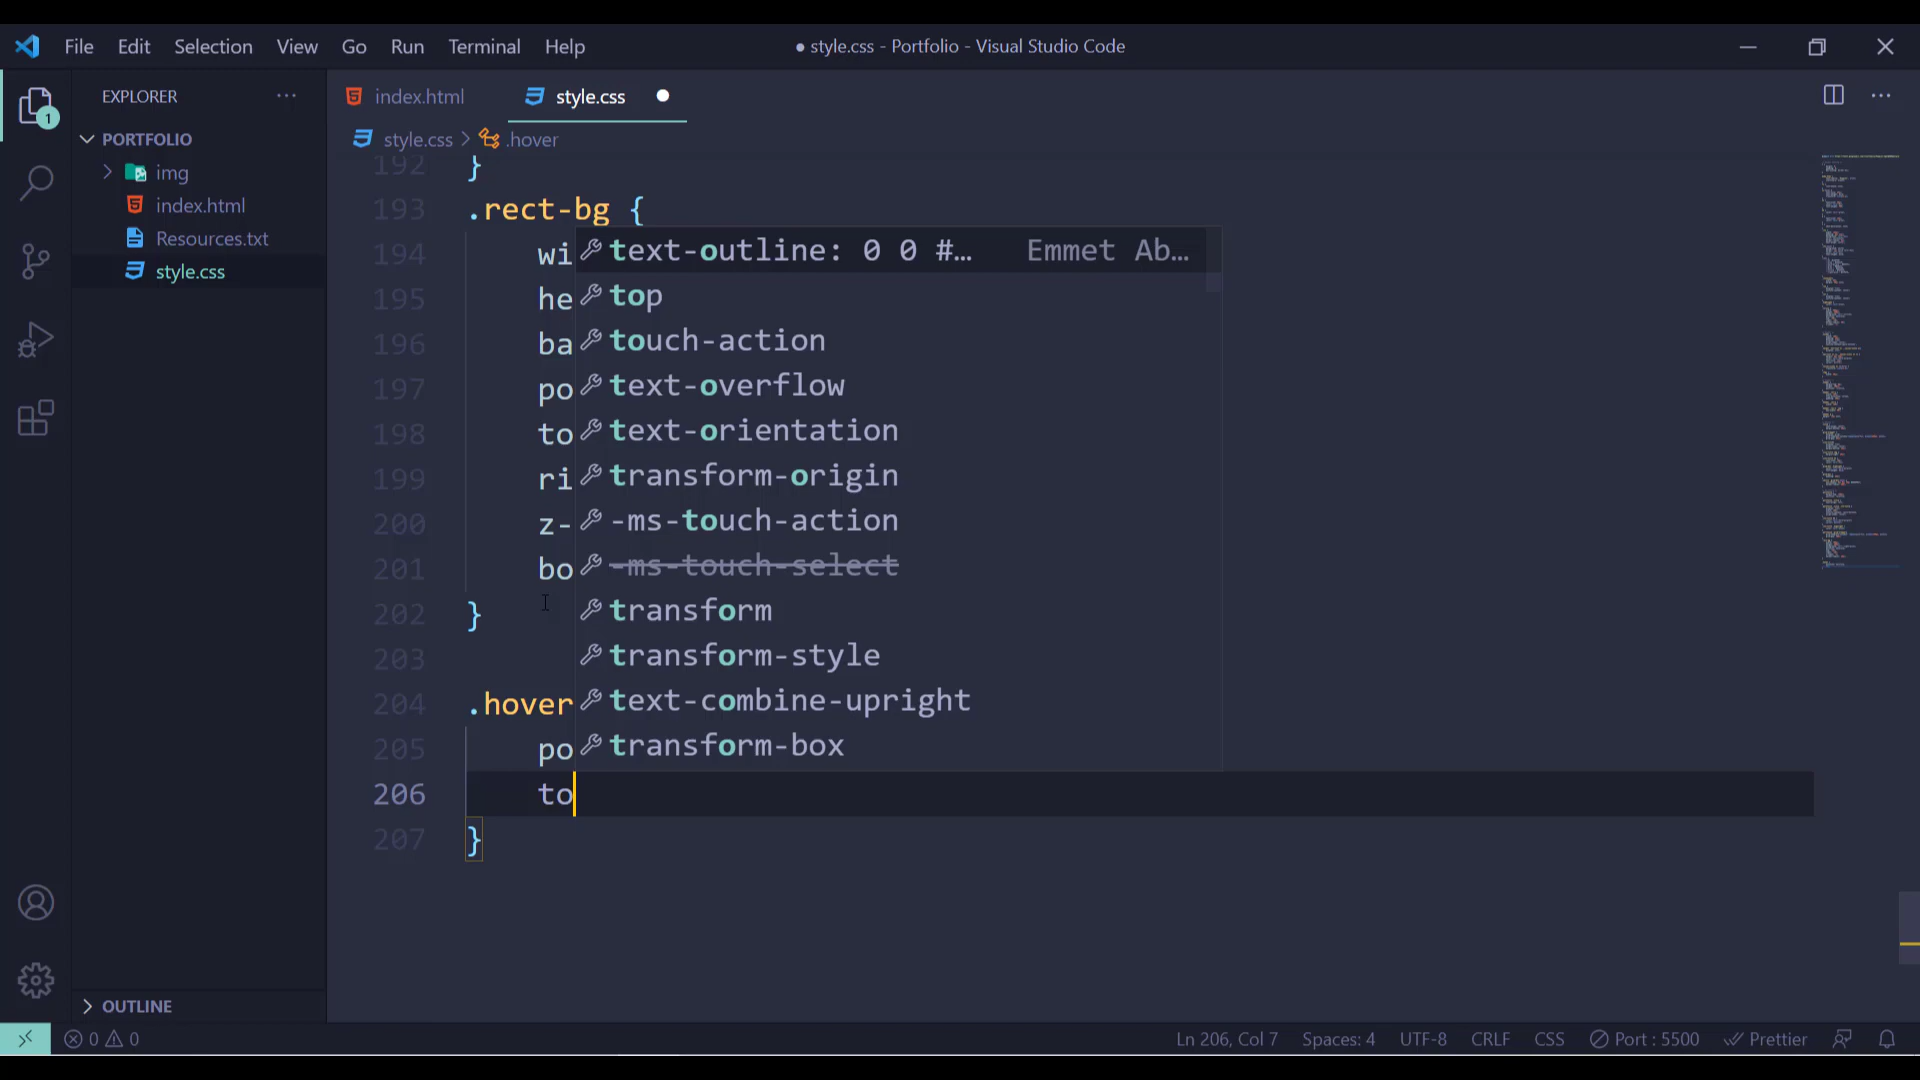 File Edit Selection View Go Run Terminal Help
● style.css - Portfolio - Visual Studio Code
EXPLORER
PORTFOLIO
img
index.html
Resources.txt
style.css
OUTLINE
1
index.html
style.css
style.css > .hover
192 }
193 .rect-bg {
194 wi
195 he
196 ba
197 po
198 to
199 ri
200 z-
201 bo
202 }
203
204 .hover
205 po
206 to
207 }
text-outline: 0 0 #… Emmet Ab…
top
touch-action
text-overflow
text-orientation
transform-origin
-ms-touch-action
-ms-touch-select
transform
transform-style
text-combine-upright
transform-box
0 0
Ln 206, Col 7 Spaces: 4 UTF-8 CRLF CSS Port : 5500 Prettier